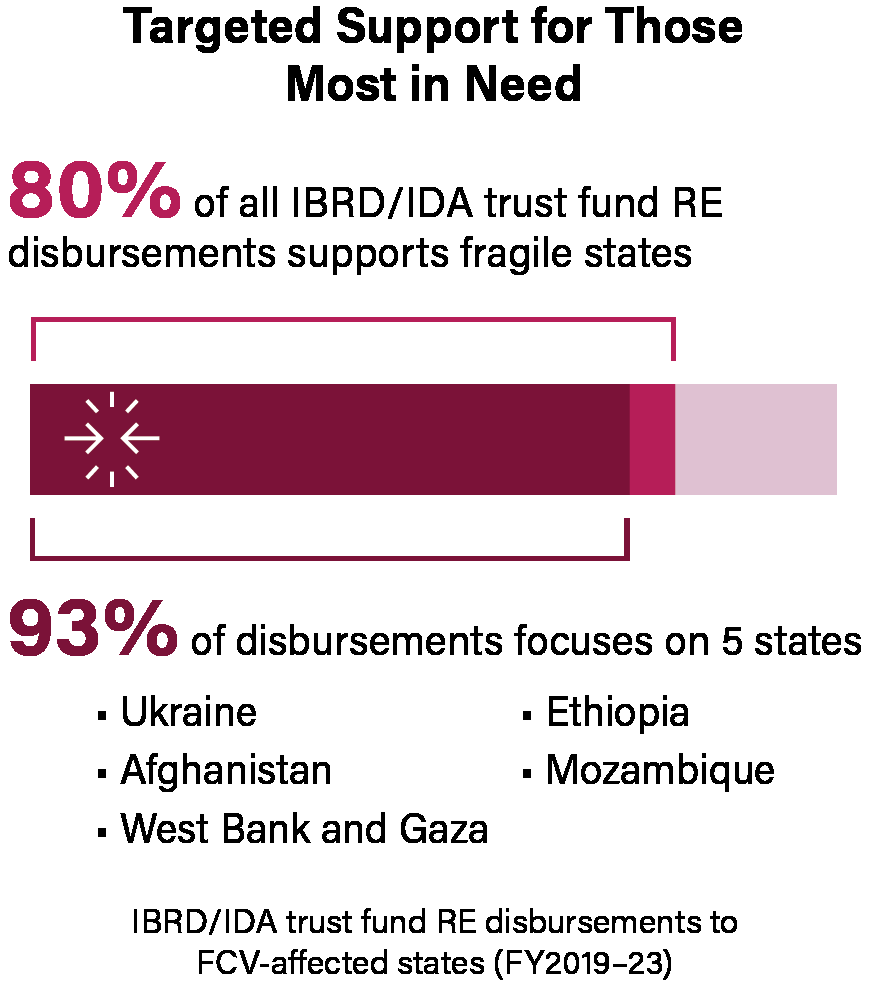 Targeted Support for Those
Most in Need
80% of all IBRD/IDA trust fund RE
disbursements supports fragile states
93% of disbursements focuses on 5 states
▪ Ukraine
▪ Afghanistan
▪ West Bank and Gaza
▪ Ethiopia
▪ Mozambique
IBRD/IDA trust fund RE disbursements to
FCV-affected states (FY2019–23)